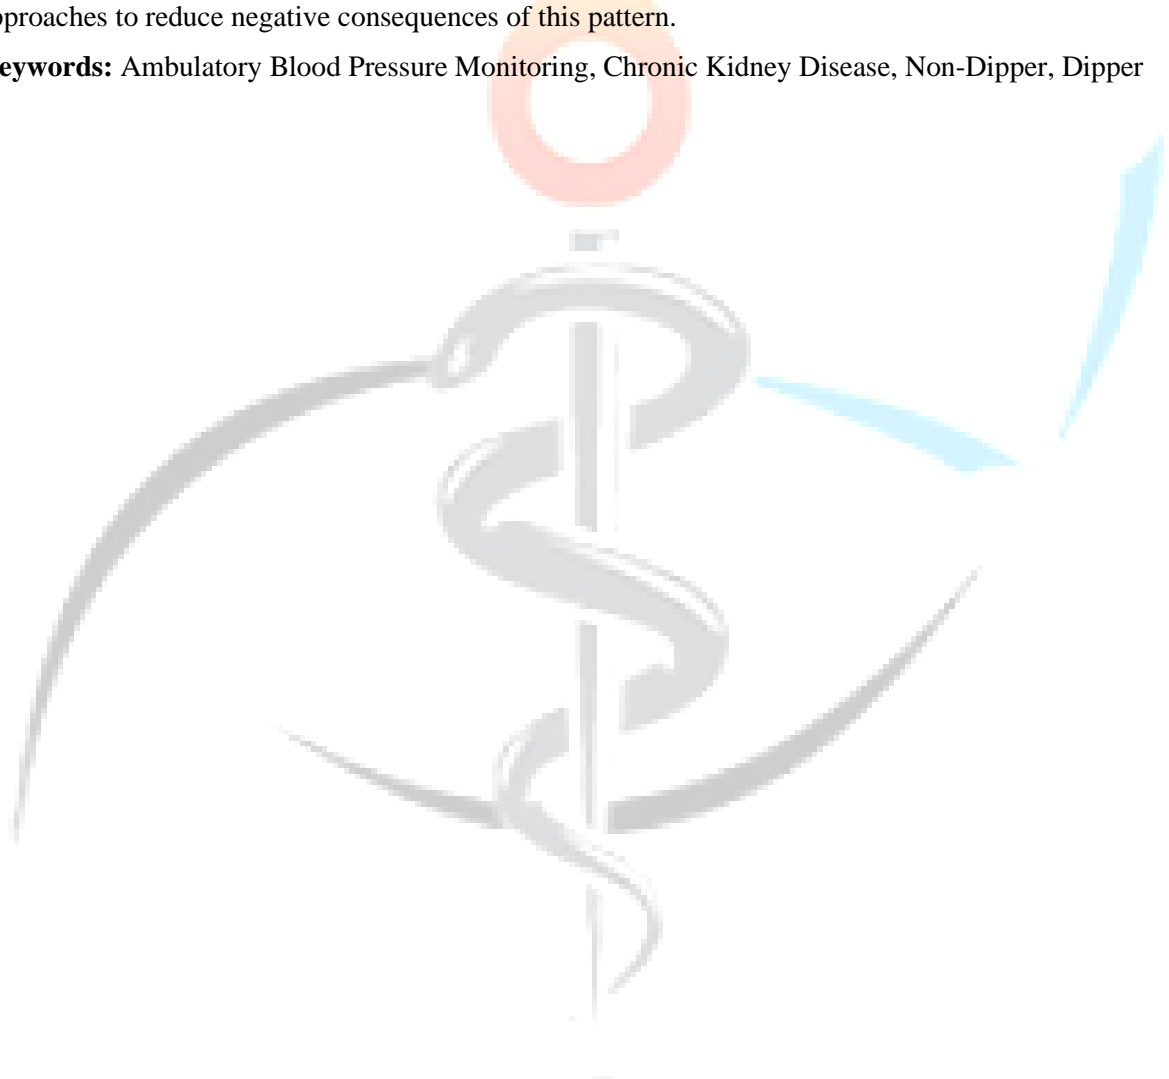 pproaches to reduce negative consequences of this pattern.
eywords: Ambulatory Blood Pressure Monitoring, Chronic Kidney Disease, Non-Dipper, Dipper